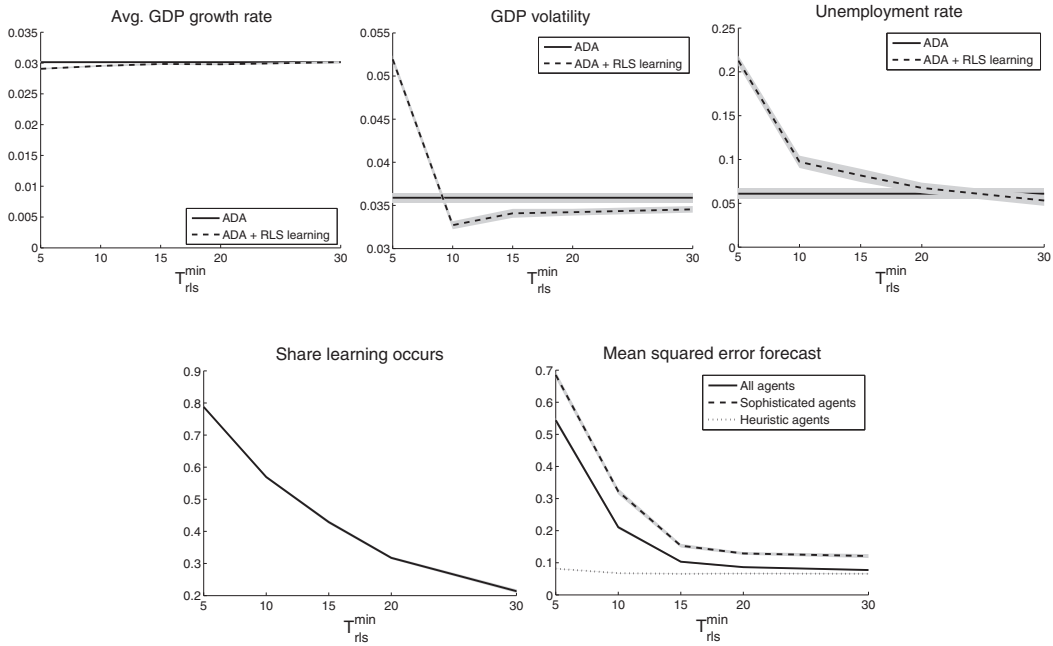 Avg. GDP growth rate
0.035
0.03
0.025
0.02
0.015
0.01
0.005
0
ADA
ADA + RLS learning
5 10 15 20 30
T_rls^min
GDP volatility
0.055
0.05
0.045
0.04
0.035
0.03
ADA
ADA + RLS learning
5 10 15 20 30
T_rls^min
Unemployment rate
0.25
0.2
0.15
0.1
0.05
0
ADA
ADA + RLS learning
5 10 15 20 30
T_rls^min
Share learning occurs
0.9
0.8
0.7
0.6
0.5
0.4
0.3
0.2
5 10 15 20 30
T_rls^min
Mean squared error forecast
0.7
0.6
0.5
0.4
0.3
0.2
0.1
0
All agents
Sophisticated agents
Heuristic agents
5 10 15 20 30
T_rls^min